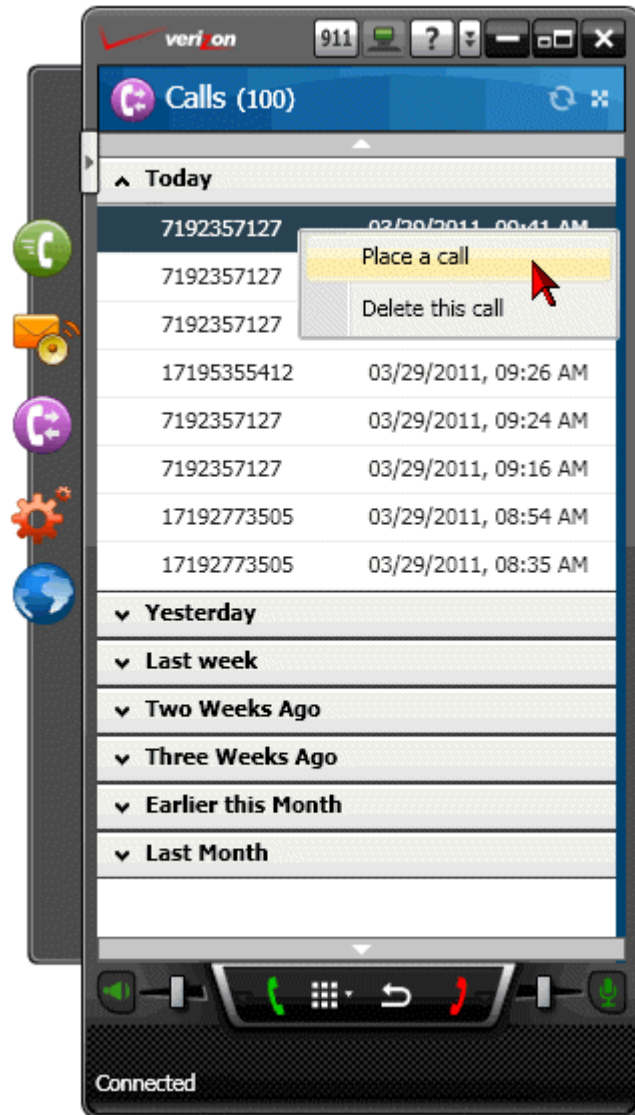 verizon 911 ?
Calls (100)
Today
7192357127 03/29/2011, 09:41 AM
Place a call
7192357127
Delete this call
7192357127
17195355412 03/29/2011, 09:26 AM
7192357127 03/29/2011, 09:24 AM
7192357127 03/29/2011, 09:16 AM
17192773505 03/29/2011, 08:54 AM
17192773505 03/29/2011, 08:35 AM
Yesterday
Last week
Two Weeks Ago
Three Weeks Ago
Earlier this Month
Last Month
Connected